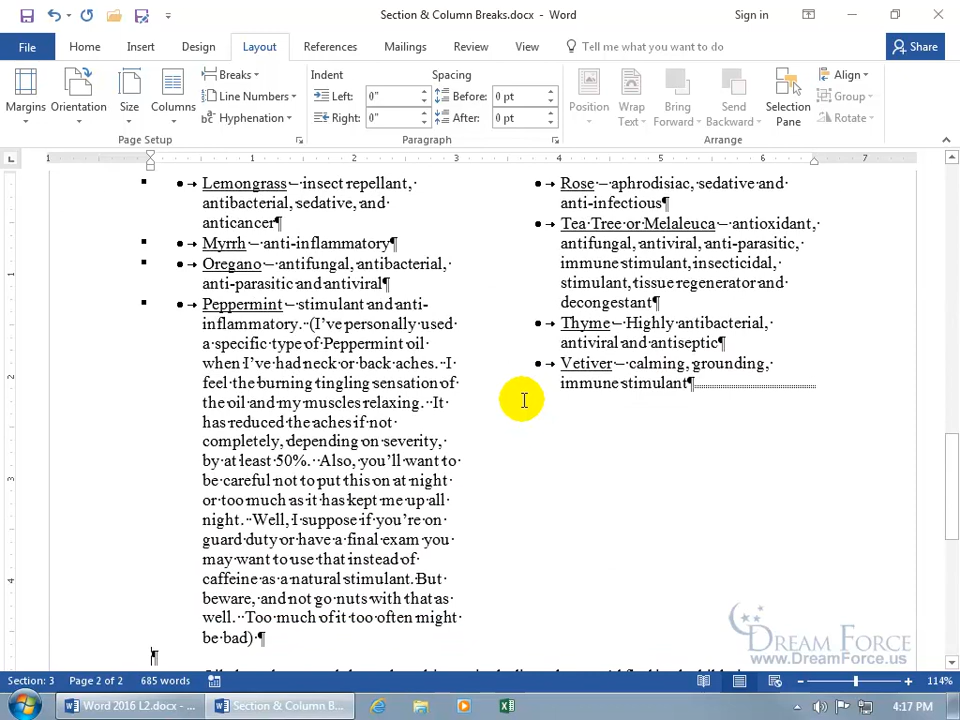 Section & Column Breaks.docx - Word
Sign in
File
Home
Insert
Design
Layout
References
Mailings
Review
View
Tell me what you want to do
Share
Margins
Orientation
Size
Columns
Breaks
Line Numbers
Hyphenation
Page Setup
Indent
Left: 0"
Right: 0"
Spacing
Before: 0 pt
After: 0 pt
Paragraph
Position
Wrap Text
Bring Forward
Send Backward
Selection Pane
Align
Group
Rotate
Arrange
L
1 1 2 3 4 5 6 7
Lemongrass – insect repellant,
antibacterial, sedative, and
anticancer¶
Myrrh – anti-inflammatory¶
Oregano – antifungal, antibacterial,
anti-parasitic and antiviral¶
Peppermint – stimulant and anti-
inflammatory. (I've personally used
a specific type of Peppermint oil
when I've had neck or back aches. I
feel the burning tingling sensation of
the oil and my muscles relaxing. It
has reduced the aches if not
completely, depending on severity,
by at least 50%. Also, you'll want to
be careful not to put this on at night
or too much as it has kept me up all
night. Well, I suppose if you're on
guard duty or have a final exam you
may want to use that instead of
caffeine as a natural stimulant. But
beware, and not go nuts with that as
well. Too much of it too often might
be bad) ¶
¶
Rose – aphrodisiac, sedative and
anti-infectious¶
Tea Tree or Melaleuca – antioxidant,
antifungal, antiviral, anti-parasitic,
immune stimulant, insecticidal,
stimulant, tissue regenerator and
decongestant¶
Thyme – Highly antibacterial,
antiviral and antiseptic¶
Vetiver – calming, grounding,
immune stimulant¶
1
2
3
4
DREAM FORCE
www.DreamForce.us
Section: 3
Page 2 of 2
685 words
114%
Word 2016 L2.docx - ...
Section & Column B...
4:17 PM